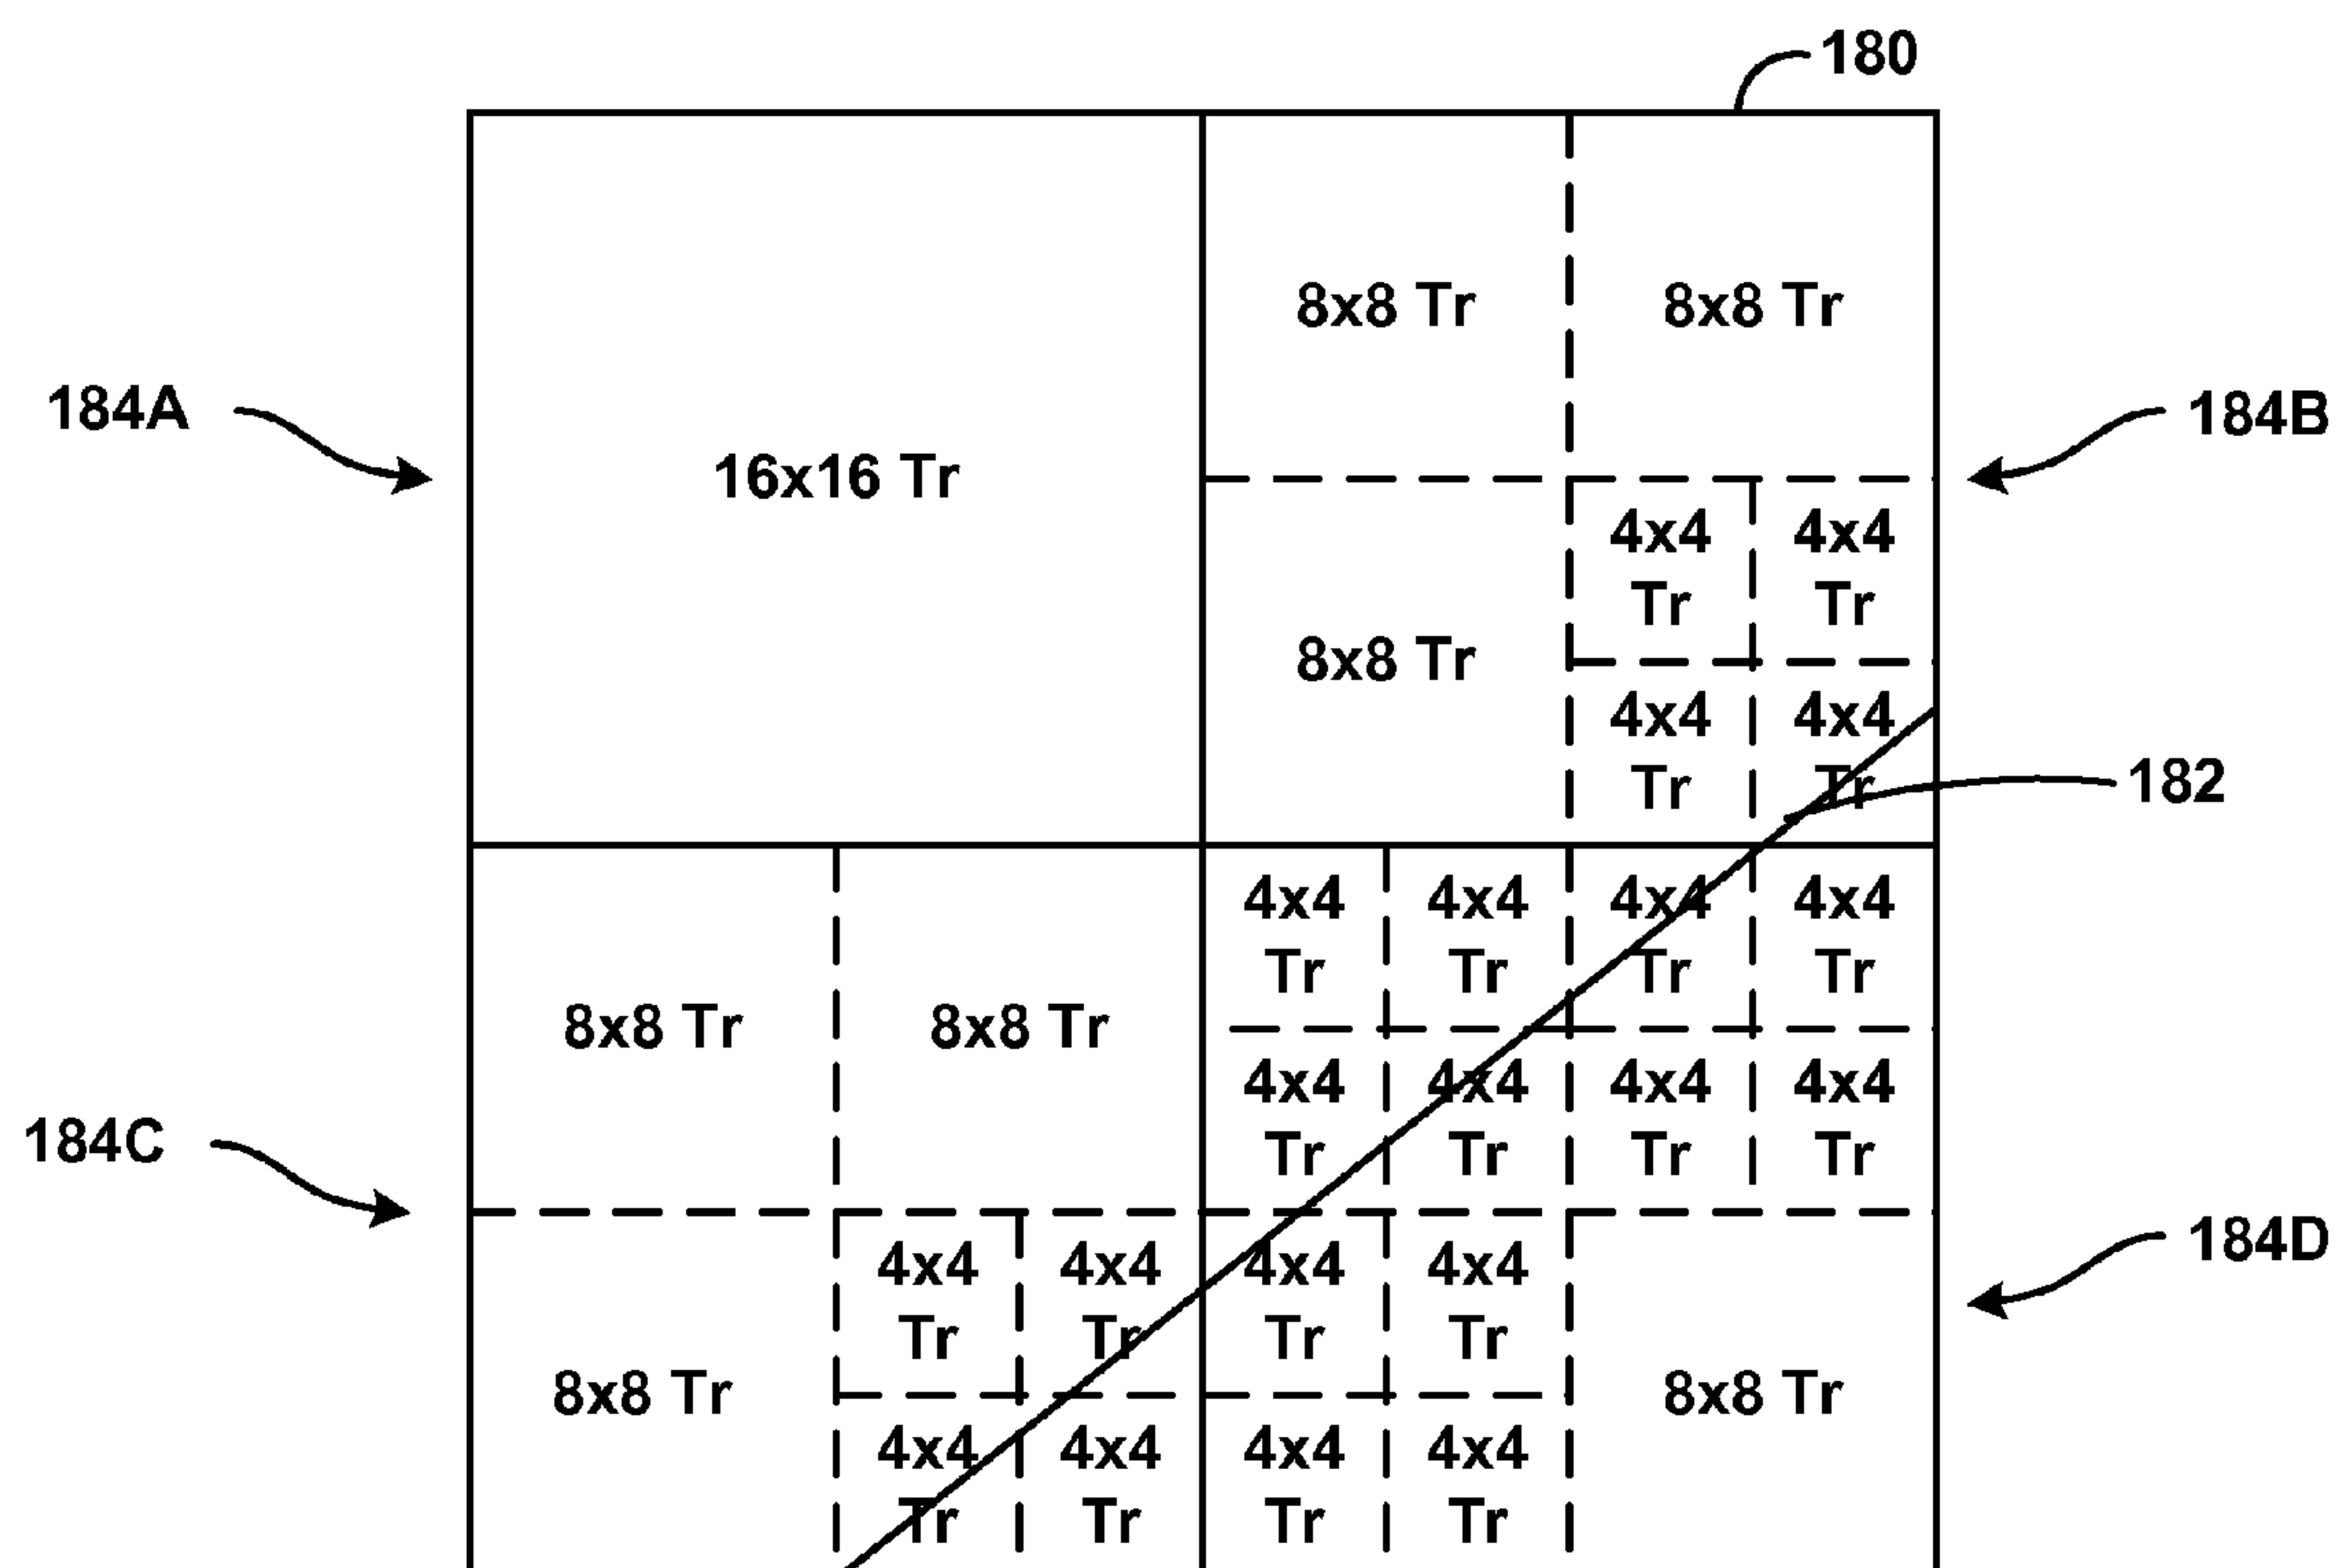 180
8x8 Tr 8x8 Tr
184A 184B
16x16 Tr
4x4 4x4
Tr Tr
8x8 Tr
4x4 4x4
Tr Tr
182
4x4 4x4 4x4 4x4
Tr Tr Tr Tr
8x8 Tr 8x8 Tr
4x4 4x4 4x4 4x4
Tr Tr Tr Tr
184C
184D
4x4 4x4 4x4 4x4
Tr Tr Tr Tr
8x8 Tr 8x8 Tr
4x4 4x4 4x4 4x4
Tr Tr Tr Tr